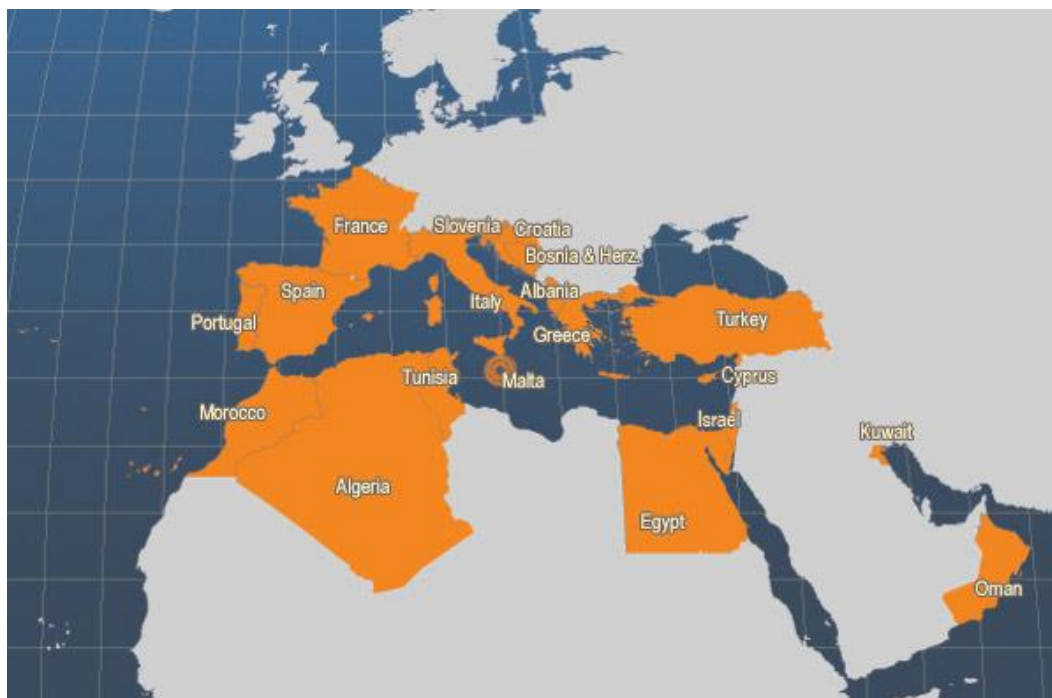 France
Slovenia
Croatia
Bosnia & Herz.
Spain
Albania
Italy
Portugal
Turkey
Greece
Tunisia
Malta
Cyprus
Morocco
Israel
Kuwait
Algeria
Egypt
Oman